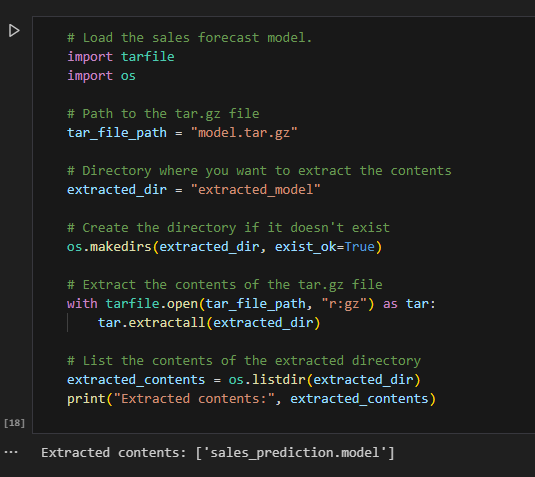 # Load the sales forecast model.
import tarfile
import os
# Path to the tar.gz file
tar_file_path = "model.tar.gz"
# Directory where you want to extract the contents
extracted_dir = "extracted_model"
# Create the directory if it doesn't exist
os.makedirs(extracted_dir, exist_ok=True)
# Extract the contents of the tar.gz file
with tarfile.open(tar_file_path, "r:gz") as tar:
    tar.extractall(extracted_dir)
# List the contents of the extracted directory
extracted_contents = os.listdir(extracted_dir)
print("Extracted contents:", extracted_contents)
[18]
... Extracted contents: ['sales_prediction.model']